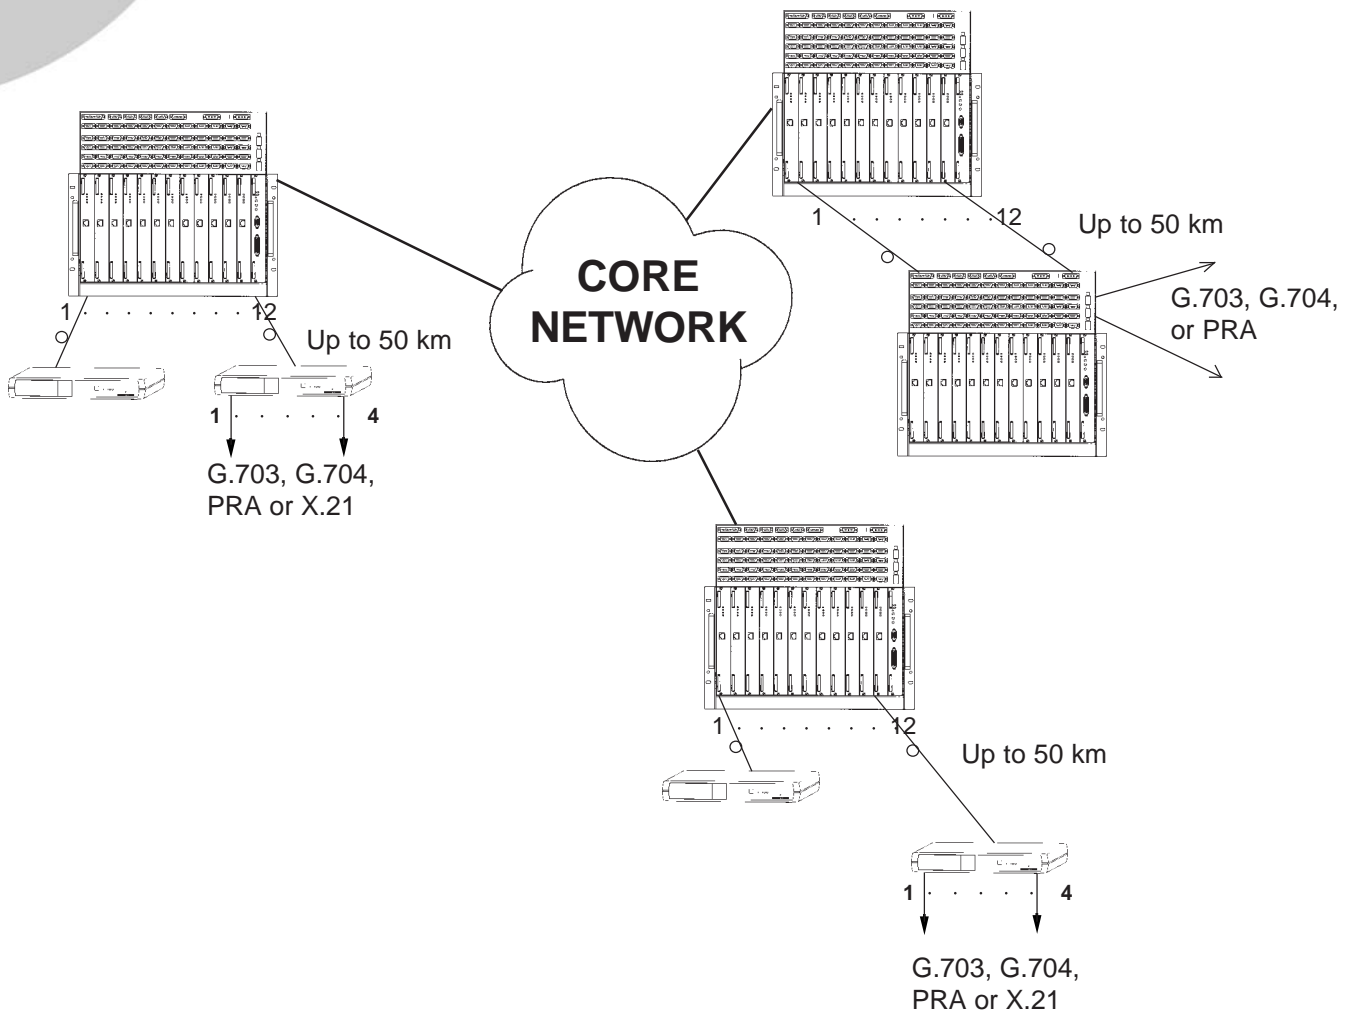 1 . . . . . . . 12
Up to 50 km
G.703, G.704,
or PRA
CORE
NETWORK
1 . . . . . . . . 12
Up to 50 km
1 . . . . . 4
G.703, G.704,
PRA or X.21
1 . . . . . . . . 12
Up to 50 km
1 . . . . . 4
G.703, G.704,
PRA or X.21